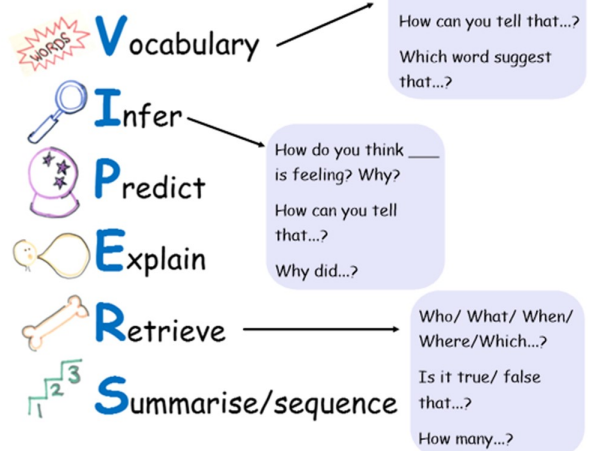 WORDS
Vocabulary
How can you tell that...?
Which word suggest
that...?
Infer
How do you think ____
is feeling? Why?
How can you tell
that...?
Why did...?
Predict
Explain
Retrieve
Who/ What/ When/
Where/Which...?
Is it true/ false
that...?
How many...?
Summarise/sequence
1
2
3